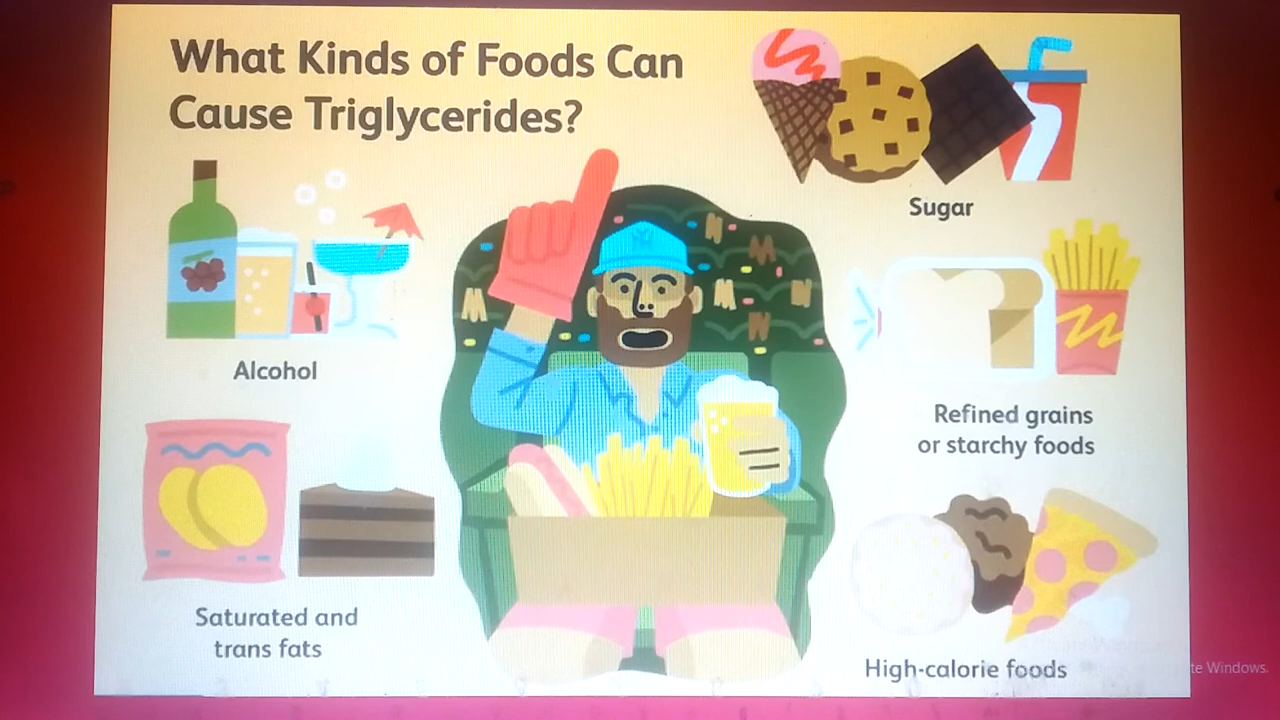 What Kinds of Foods Can
Cause Triglycerides?
Sugar
Alcohol
Refined grains
or starchy foods
Saturated and
trans fats
High-calorie foods
Windows.